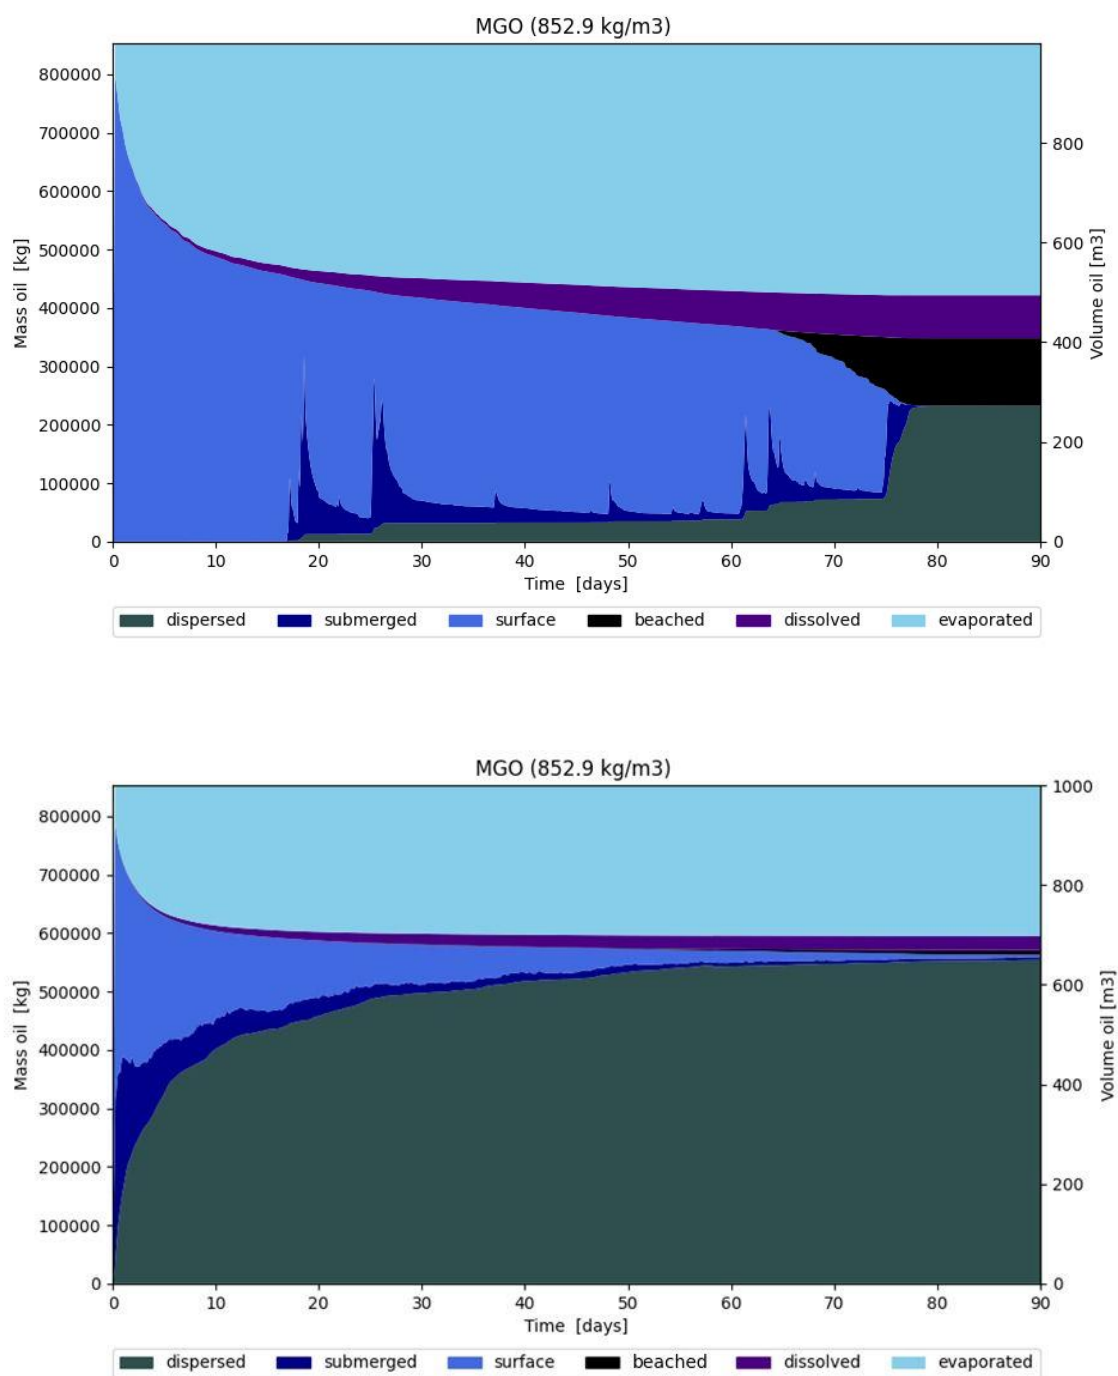 MGO (852.9 kg/m3)
800000
700000
600000
500000
400000
300000
200000
100000
0
Mass oil [kg]
800
600
400
200
0
Volume oil [m3]
0 10 20 30 40 50 60 70 80 90
Time [days]
dispersed submerged surface beached dissolved evaporated
MGO (852.9 kg/m3)
800000
700000
600000
500000
400000
300000
200000
100000
0
Mass oil [kg]
1000
800
600
400
200
0
Volume oil [m3]
0 10 20 30 40 50 60 70 80 90
Time [days]
dispersed submerged surface beached dissolved evaporated